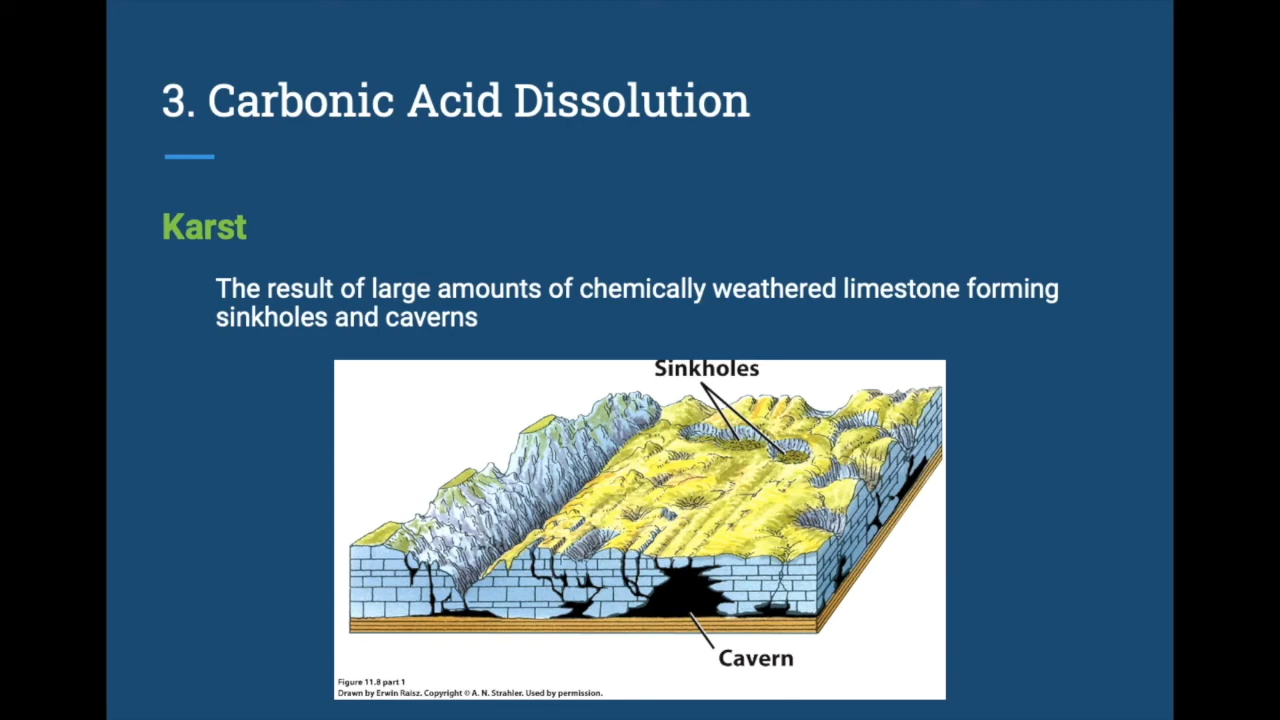 3. Carbonic Acid Dissolution
Karst
The result of large amounts of chemically weathered limestone forming
sinkholes and caverns
Sinkholes
Cavern
Figure 11.8 part 1
Drawn by Erwin Raisz. Copyright © A. N. Strahler. Used by permission.